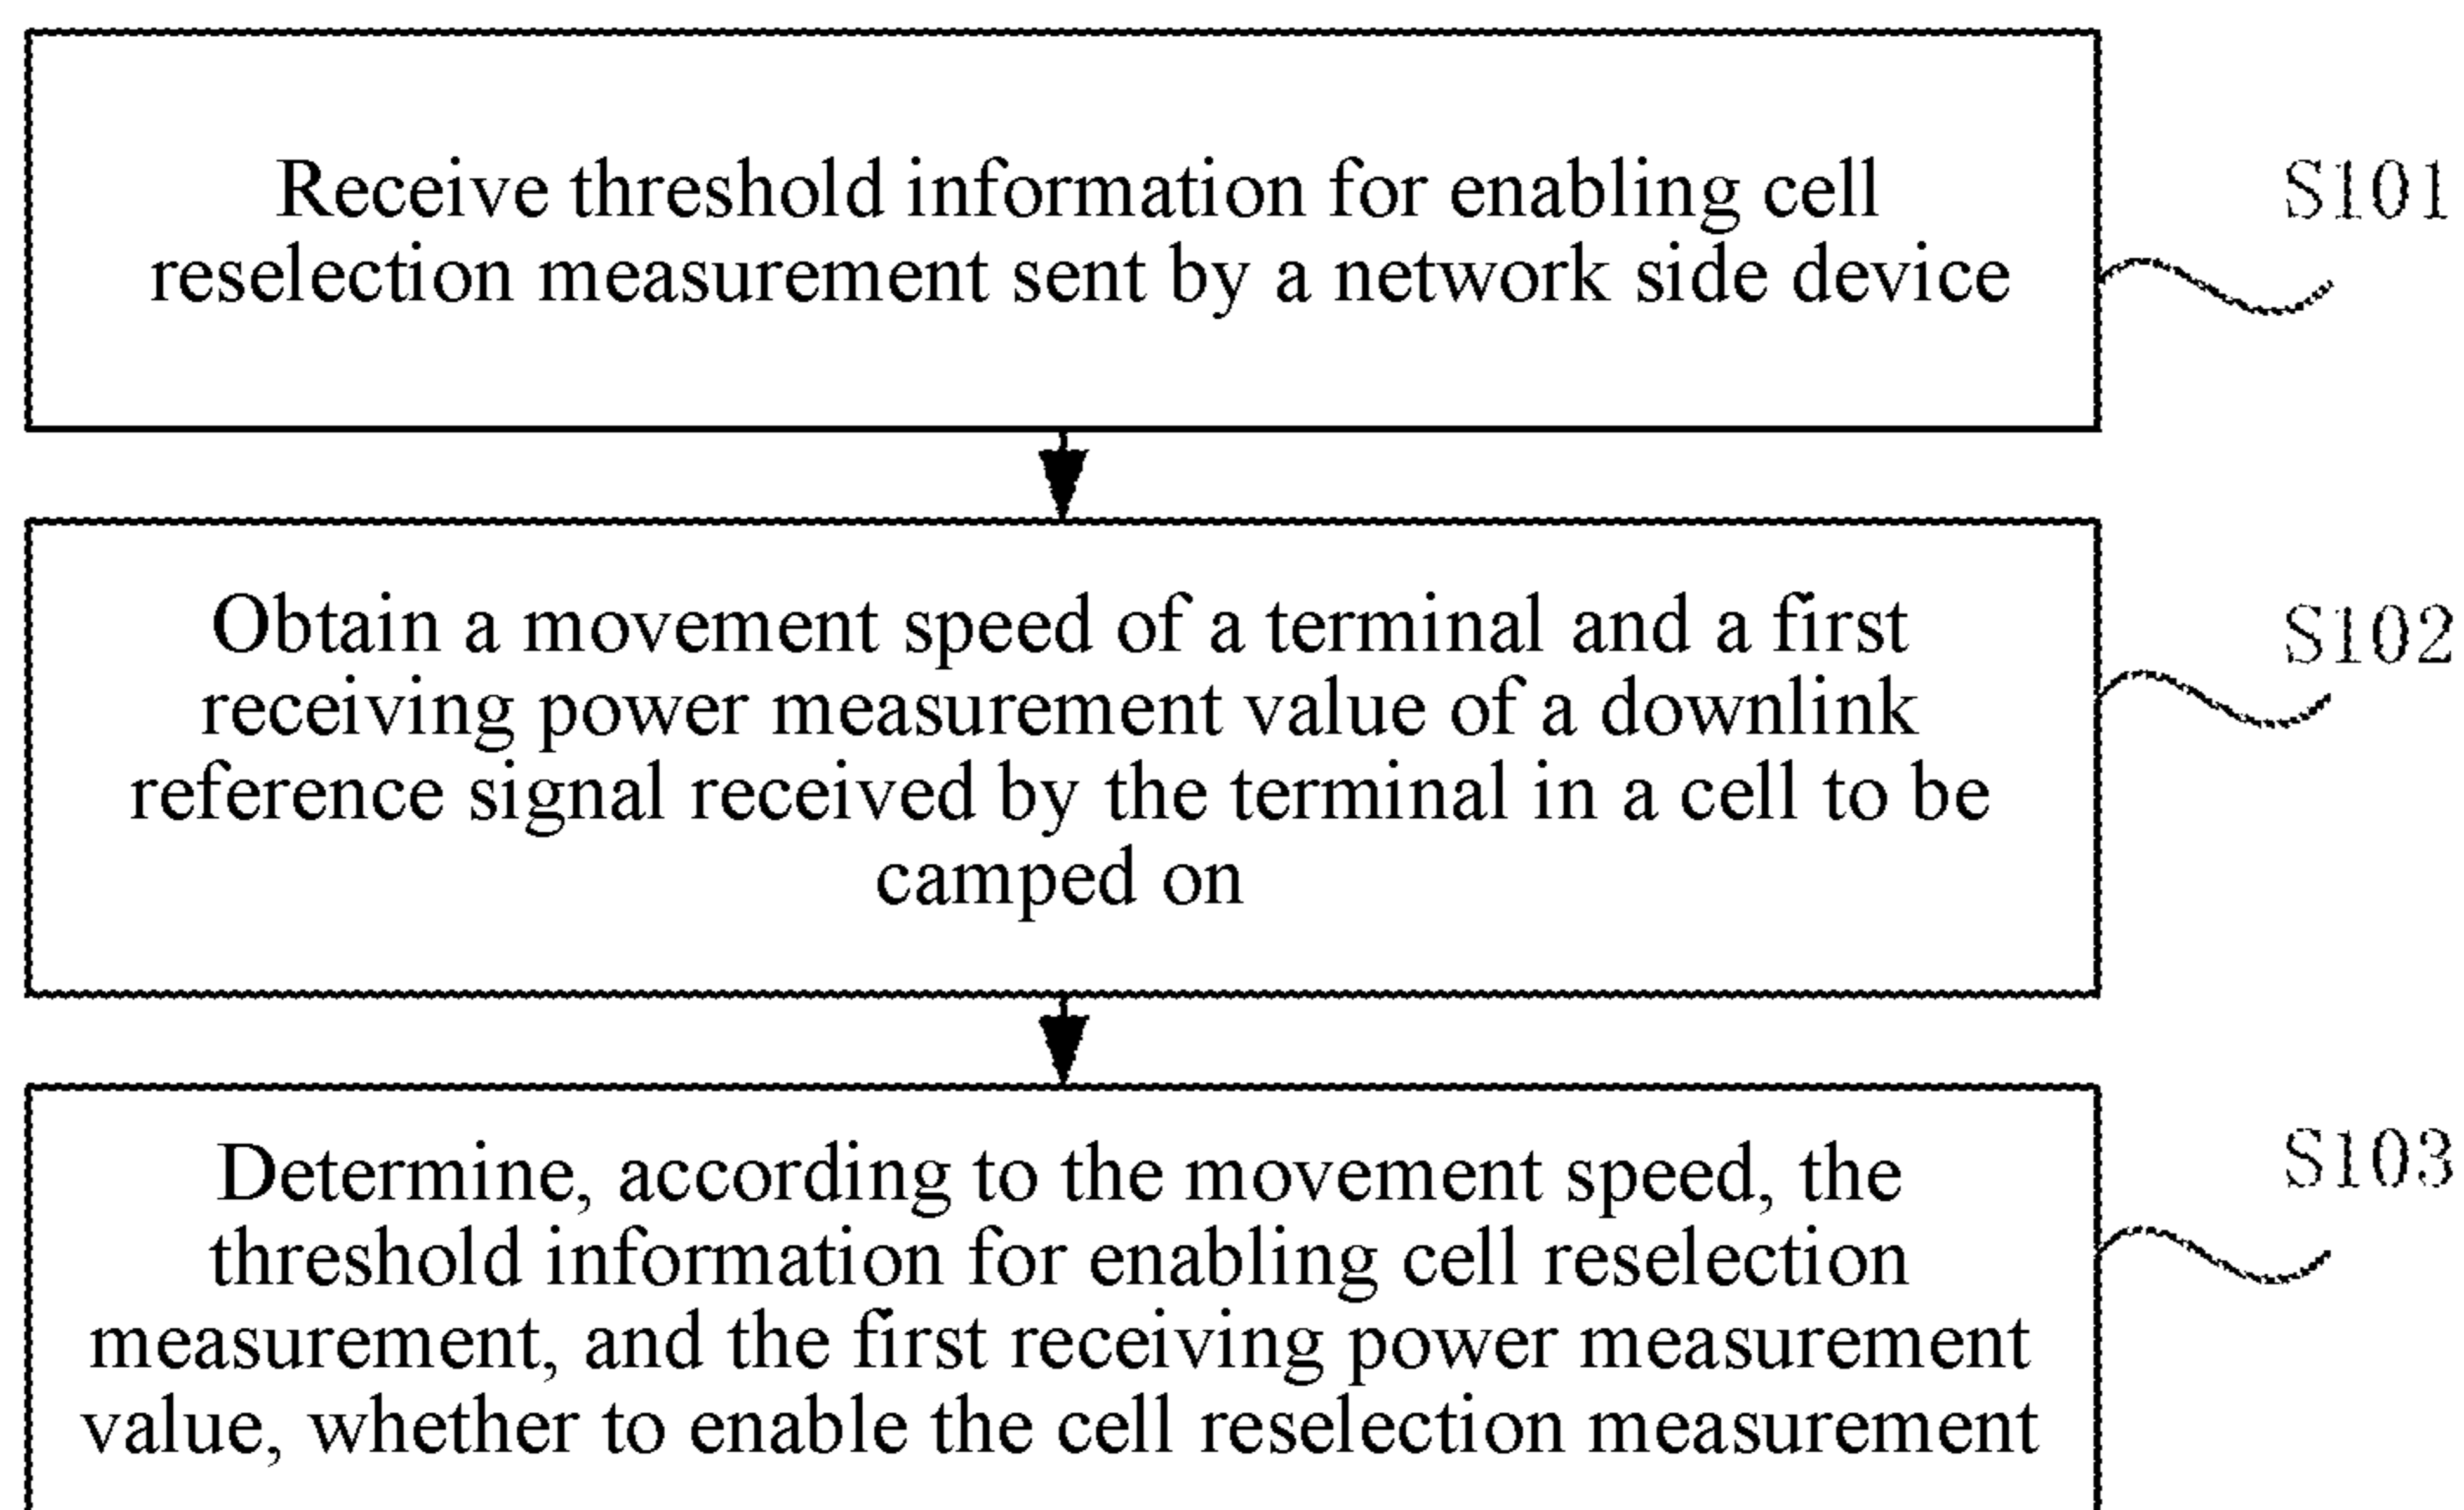 Receive threshold information for enabling cell
reselection measurement sent by a network side device
S101
Obtain a movement speed of a terminal and a first
receiving power measurement value of a downlink
reference signal received by the terminal in a cell to be
camped on
S102
Determine, according to the movement speed, the
threshold information for enabling cell reselection
measurement, and the first receiving power measurement
value, whether to enable the cell reselection measurement
S103